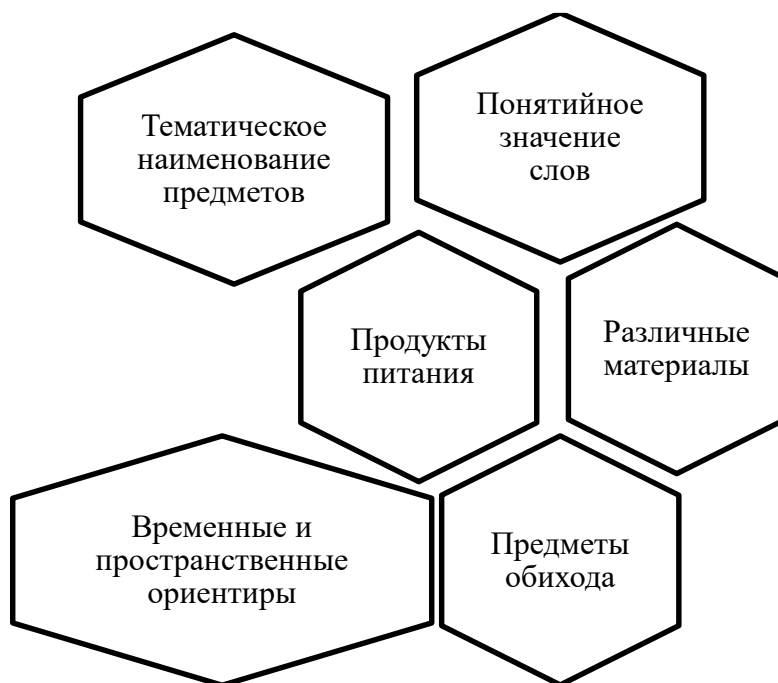 Тематическое
наименование
предметов
Понятийное
значение
слов
Продукты
питания
Различные
материалы
Временные и
пространственные
ориентиры
Предметы
обихода